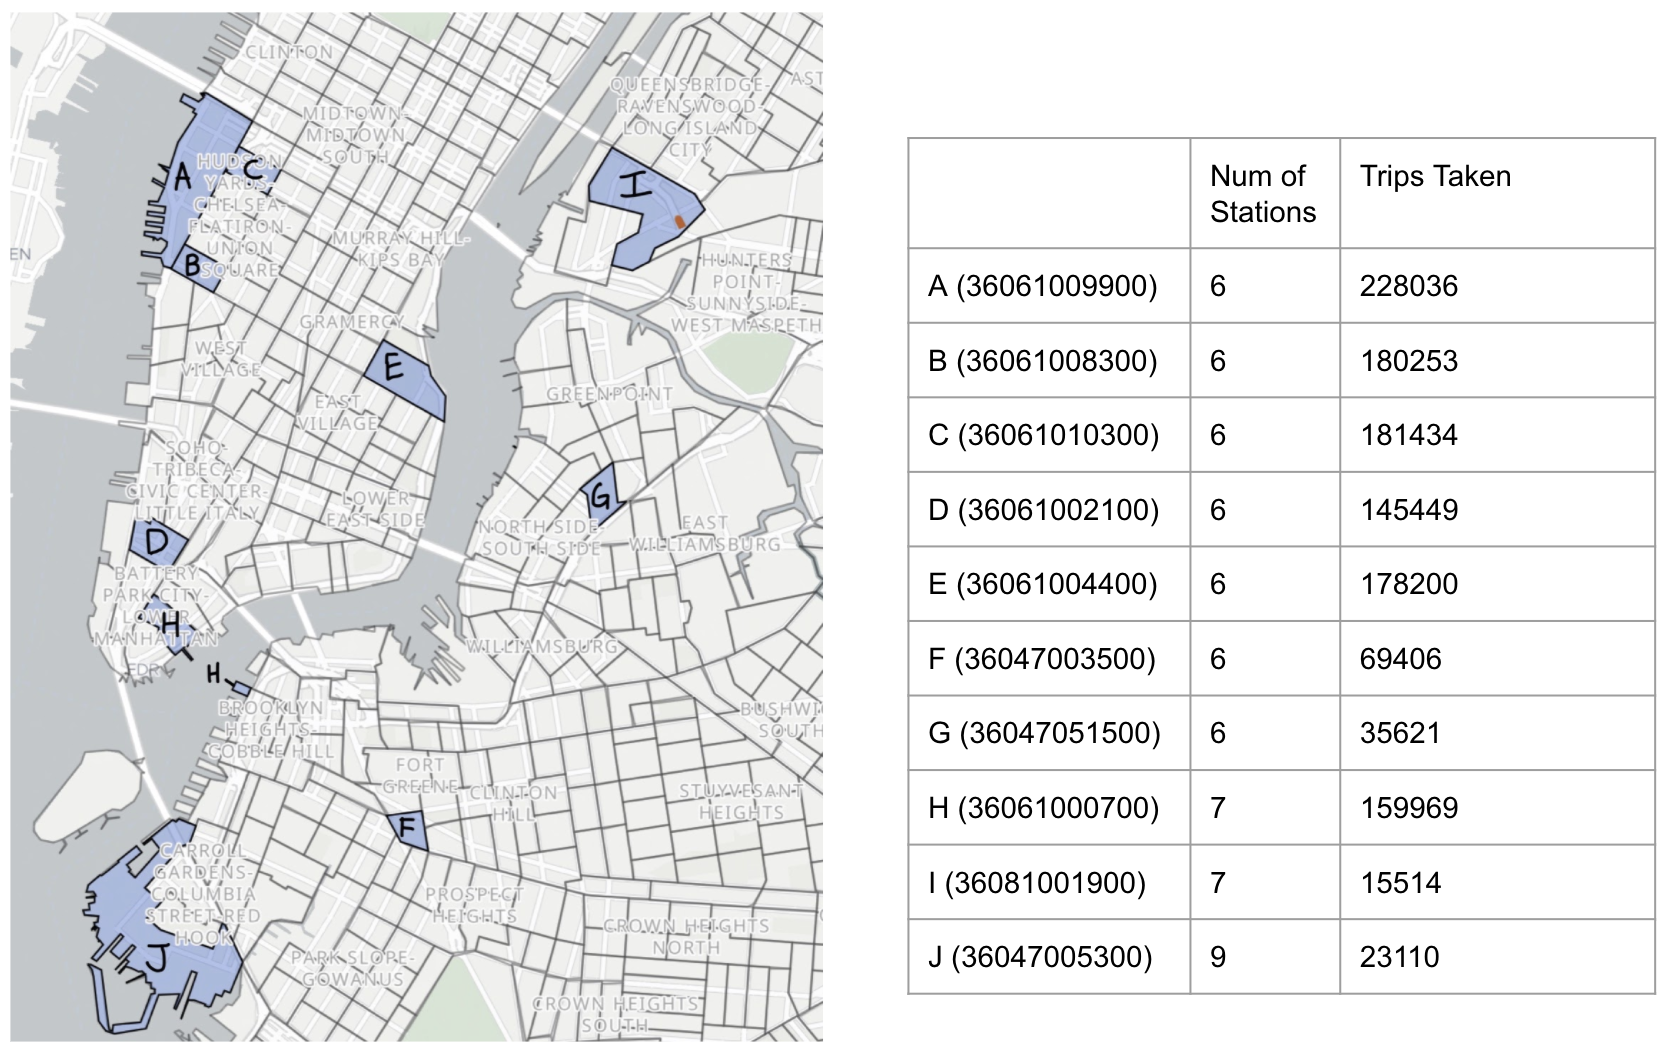 CLINTON
QUEENSBRIDGE-
RAVENSWOOD-
LONG ISLAND
CITY
AST
MIDTOWN-
MIDTOWN
SOUTH
HUDSON
YARDS-
CHELSEA-
FLATIRON-
UNION
SQUARE
A
C
B
I
EN
MURRAY HILL-
KIPS BAY
HUNTERS
POINT-
SUNNYSIDE-
WEST MASPETH
GRAMERCY
WEST
VILLAGE
E
EAST
VILLAGE
GREENPOINT
SOHO-
TRIBECA-
CIVIC CENTER-
LITTLE ITALY
LOWER
EAST SIDE
G
NORTH SIDE-
SOUTH SIDE
EAST
WILLIAMSBURG
D
BATTERY
PARK CITY-
LOWER
MANHATTAN
H
FDR
H
WILLIAMSBURG
BROOKLYN
HEIGHTS-
COBBLE HILL
BUSHWI
SOUTH
FORT
GREENE
CLINTON
HILL
STUYVESANT
HEIGHTS
F
CARROLL
GARDENS-
COLUMBIA
STREET-RED
HOOK
J
PROSPECT
HEIGHTS
CROWN HEIGHTS
NORTH
PARK SLOPE-
GOWANUS
CROWN HEIGHTS
SOUTH
Num of Stations Trips Taken
A (36061009900) 6 228036
B (36061008300) 6 180253
C (36061010300) 6 181434
D (36061002100) 6 145449
E (36061004400) 6 178200
F (36047003500) 6 69406
G (36047051500) 6 35621
H (36061000700) 7 159969
I (36081001900) 7 15514
J (36047005300) 9 23110